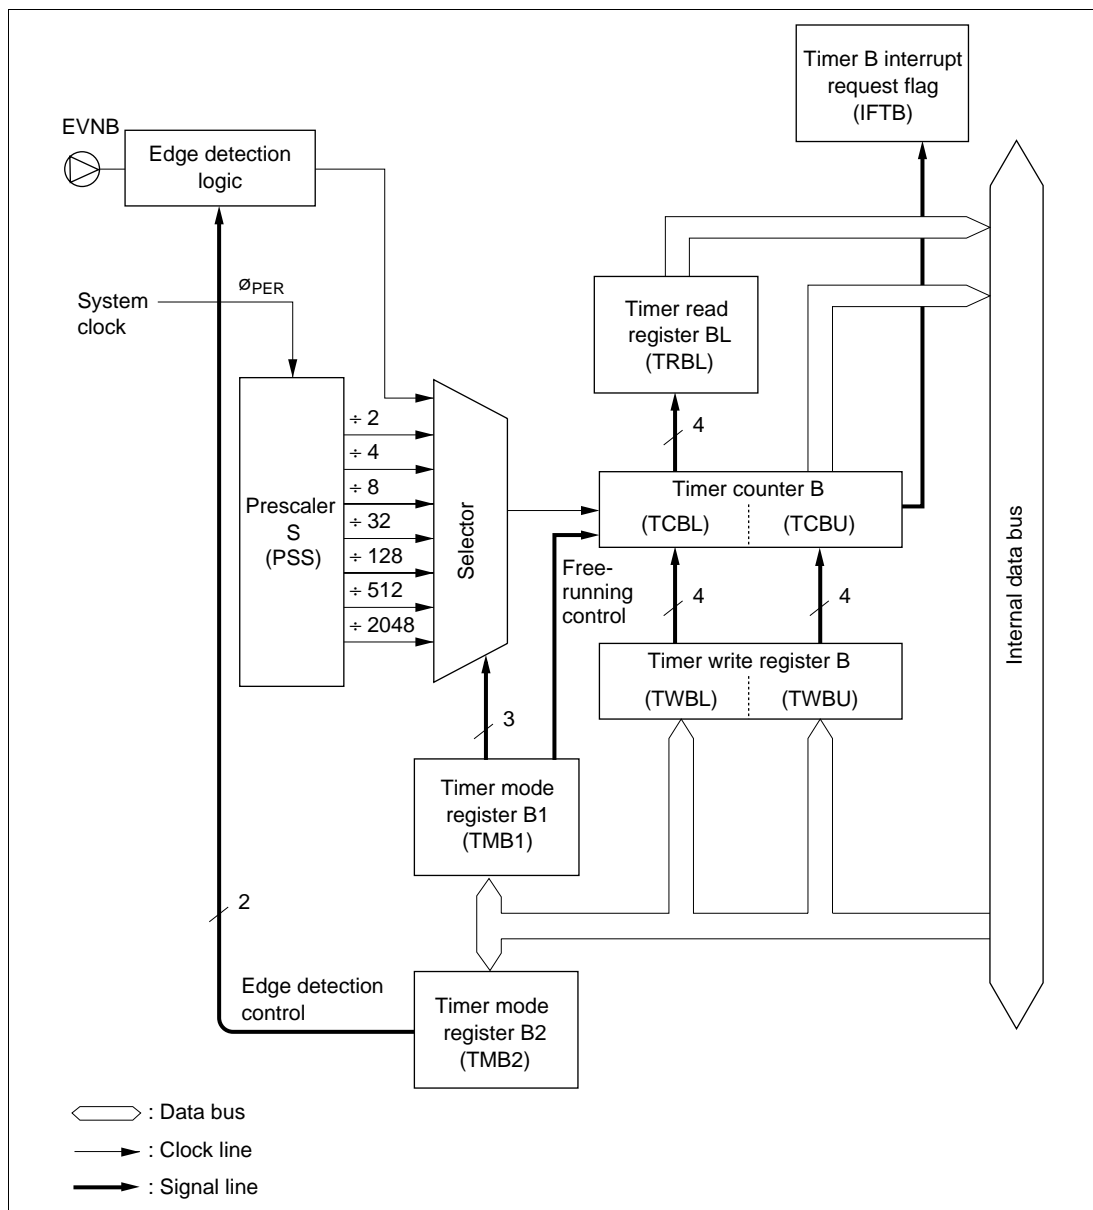 Timer B interrupt
request flag
(IFTB)
EVNB
Edge detection
logic
System
clock
øPER
Timer read
register BL
(TRBL)
÷ 2
÷ 4
÷ 8
÷ 32
÷ 128
÷ 512
÷ 2048
Prescaler
S
(PSS)
Selector
4
Timer counter B
(TCBL)
(TCBU)
Free-
running
control
4
4
Timer write register B
(TWBL)
(TWBU)
Internal data bus
3
Timer mode
register B1
(TMB1)
2
Edge detection
control
Timer mode
register B2
(TMB2)
: Data bus
: Clock line
: Signal line